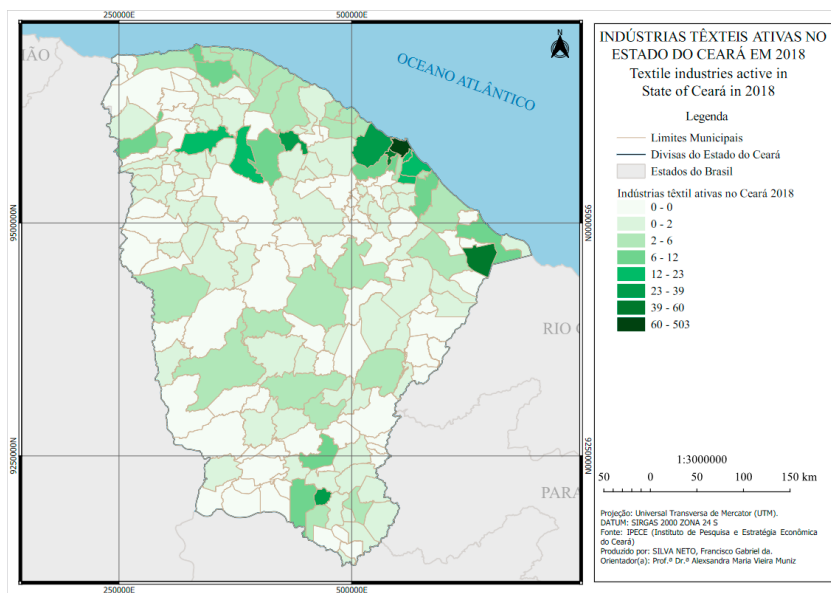 250000E
500000E
IÃO
OCEANO ATLÂNTICO
9500000N
9500000N
RIO G
9250000N
9250000N
PARA
250000E
500000E
INDÚSTRIAS TÊXTEIS ATIVAS NO
ESTADO DO CEARÁ EM 2018
Textile industries active in
State of Ceará in 2018
Legenda
Limites Municipais
Divisas do Estado do Ceará
Estados do Brasil
Indústrias têxtil ativas no Ceará 2018
0 - 0
0 - 2
2 - 6
6 - 12
12 - 23
23 - 39
39 - 60
60 - 503
1:3000000
50 0 50 100 150 km
Projeção: Universal Transversa de Mercator (UTM).
DATUM: SIRGAS 2000 ZONA 24 S
Fonte: IPECE (Instituto de Pesquisa e Estratégia Econômica
do Ceará)
Produzido por: SILVA NETO, Francisco Gabriel da.
Orientador(a): Prof.ª Dr.ª Alexsandra Maria Vieira Muniz